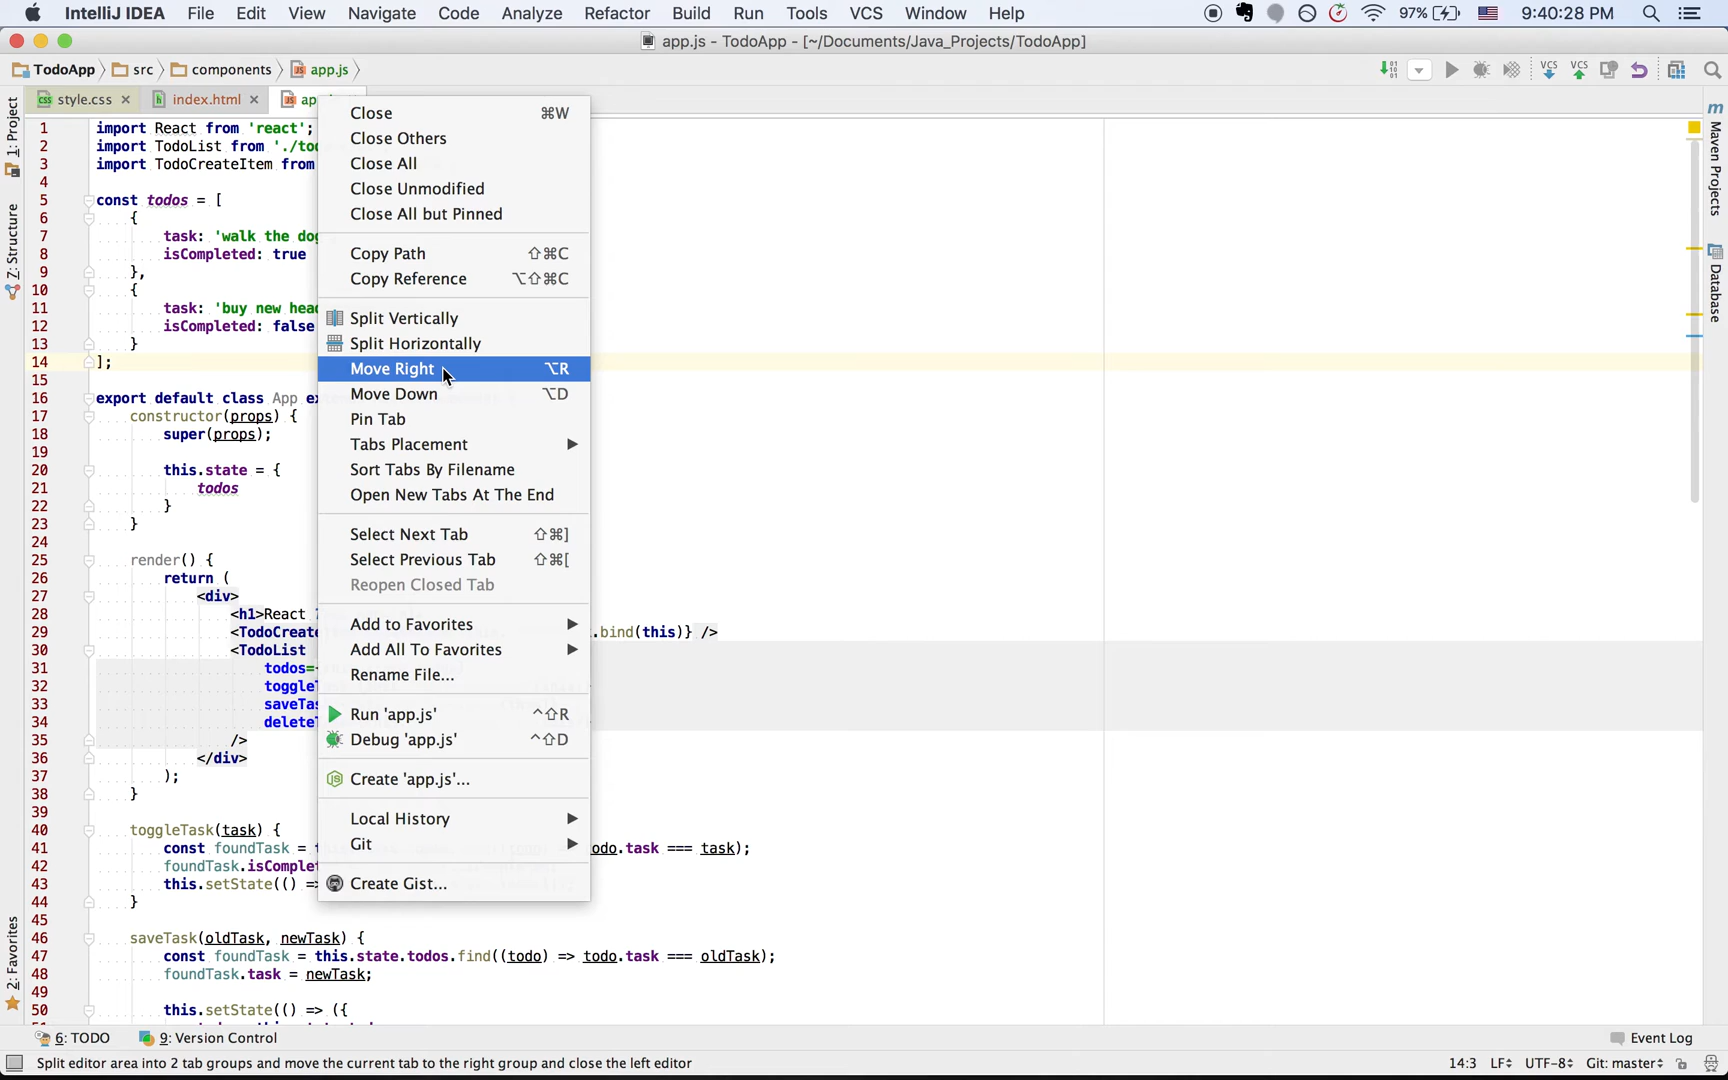 IntelliJ IDEA File Edit View Navigate Code Analyze Refactor Build Run Tools VCS Window Help 97% 9:40:28 PM
app.js - TodoApp - [~/Documents/Java_Projects/TodoApp]
TodoApp src components app.js
style.css index.html ap
1: Project
7: Structure
2: Favorites
1 import React from 'react';
2 import TodoList from './to
3 import TodoCreateItem from
4
5 const todos = [
6 {
7 task: 'walk the dog
8 isCompleted: true
9 },
10 {
11 task: 'buy new head
12 isCompleted: false
13 }
14 ];
15
16 export default class App ex
17 constructor(props) {
18 super(props);
19
20 this.state = {
21 todos
22 }
23 }
24
25 render() {
26 return (
27 <div>
28 <h1>React
29 <TodoCreate .bind(this)} />
30 <TodoList
31 todos=
32 toggle
33 saveTas
34 delete
35 />
36 </div>
37 );
38 }
39
40 toggleTask(task) {
41 const foundTask = odo.task === task);
42 foundTask.isComplet
43 this.setState(() =>
44 }
45
46 saveTask(oldTask, newTask) {
47 const foundTask = this.state.todos.find((todo) => todo.task === oldTask);
48 foundTask.task = newTask;
49
50 this.setState(() => ({
Close ⌘W
Close Others
Close All
Close Unmodified
Close All but Pinned
Copy Path ⇧⌘C
Copy Reference ⌥⇧⌘C
Split Vertically
Split Horizontally
Move Right ⌥R
Move Down ⌥D
Pin Tab
Tabs Placement
Sort Tabs By Filename
Open New Tabs At The End
Select Next Tab ⇧⌘]
Select Previous Tab ⇧⌘[
Reopen Closed Tab
Add to Favorites
Add All To Favorites
Rename File...
Run 'app.js' ^⇧R
Debug 'app.js' ^⇧D
Create 'app.js'...
Local History
Git
Create Gist...
m Maven Projects
Database
6: TODO 9: Version Control Event Log
Split editor area into 2 tab groups and move the current tab to the right group and close the left editor 14:3 LF UTF-8 Git: master